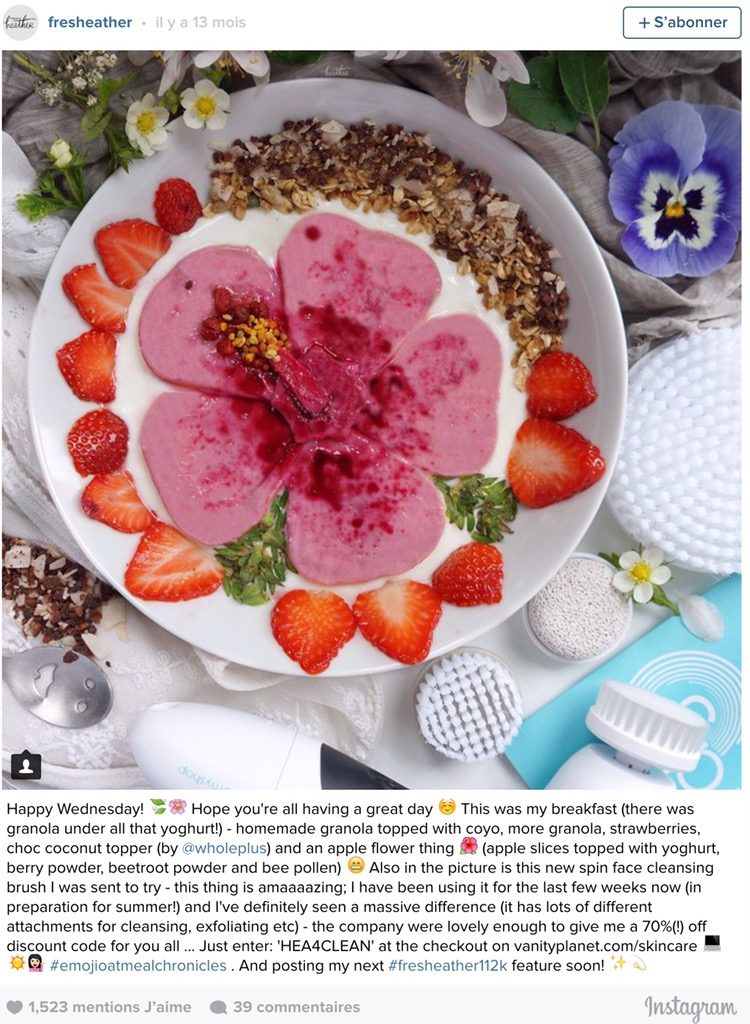 heather
fresheather • il y a 13 mois
+ S'abonner
heather
myshop
Happy Wednesday! 🍃🌸 Hope you're all having a great day ☺️ This was my breakfast (there was
granola under all that yoghurt!) - homemade granola topped with coyo, more granola, strawberries,
choc coconut topper (by @wholeplus) and an apple flower thing 🌺 (apple slices topped with yoghurt,
berry powder, beetroot powder and bee pollen) 😁 Also in the picture is this new spin face cleansing
brush I was sent to try - this thing is amaaaazing; I have been using it for the last few weeks now (in
preparation for summer!) and I've definitely seen a massive difference (it has lots of different
attachments for cleansing, exfoliating etc) - the company were lovely enough to give me a 70%(!) off
discount code for you all ... Just enter: 'HEA4CLEAN' at the checkout on vanityplanet.com/skincare 💻
☀️💁🏻 #emojioatmealchronicles . And posting my next #fresheather112k feature soon! ✨💫
1,523 mentions J'aime 39 commentaires
Instagram